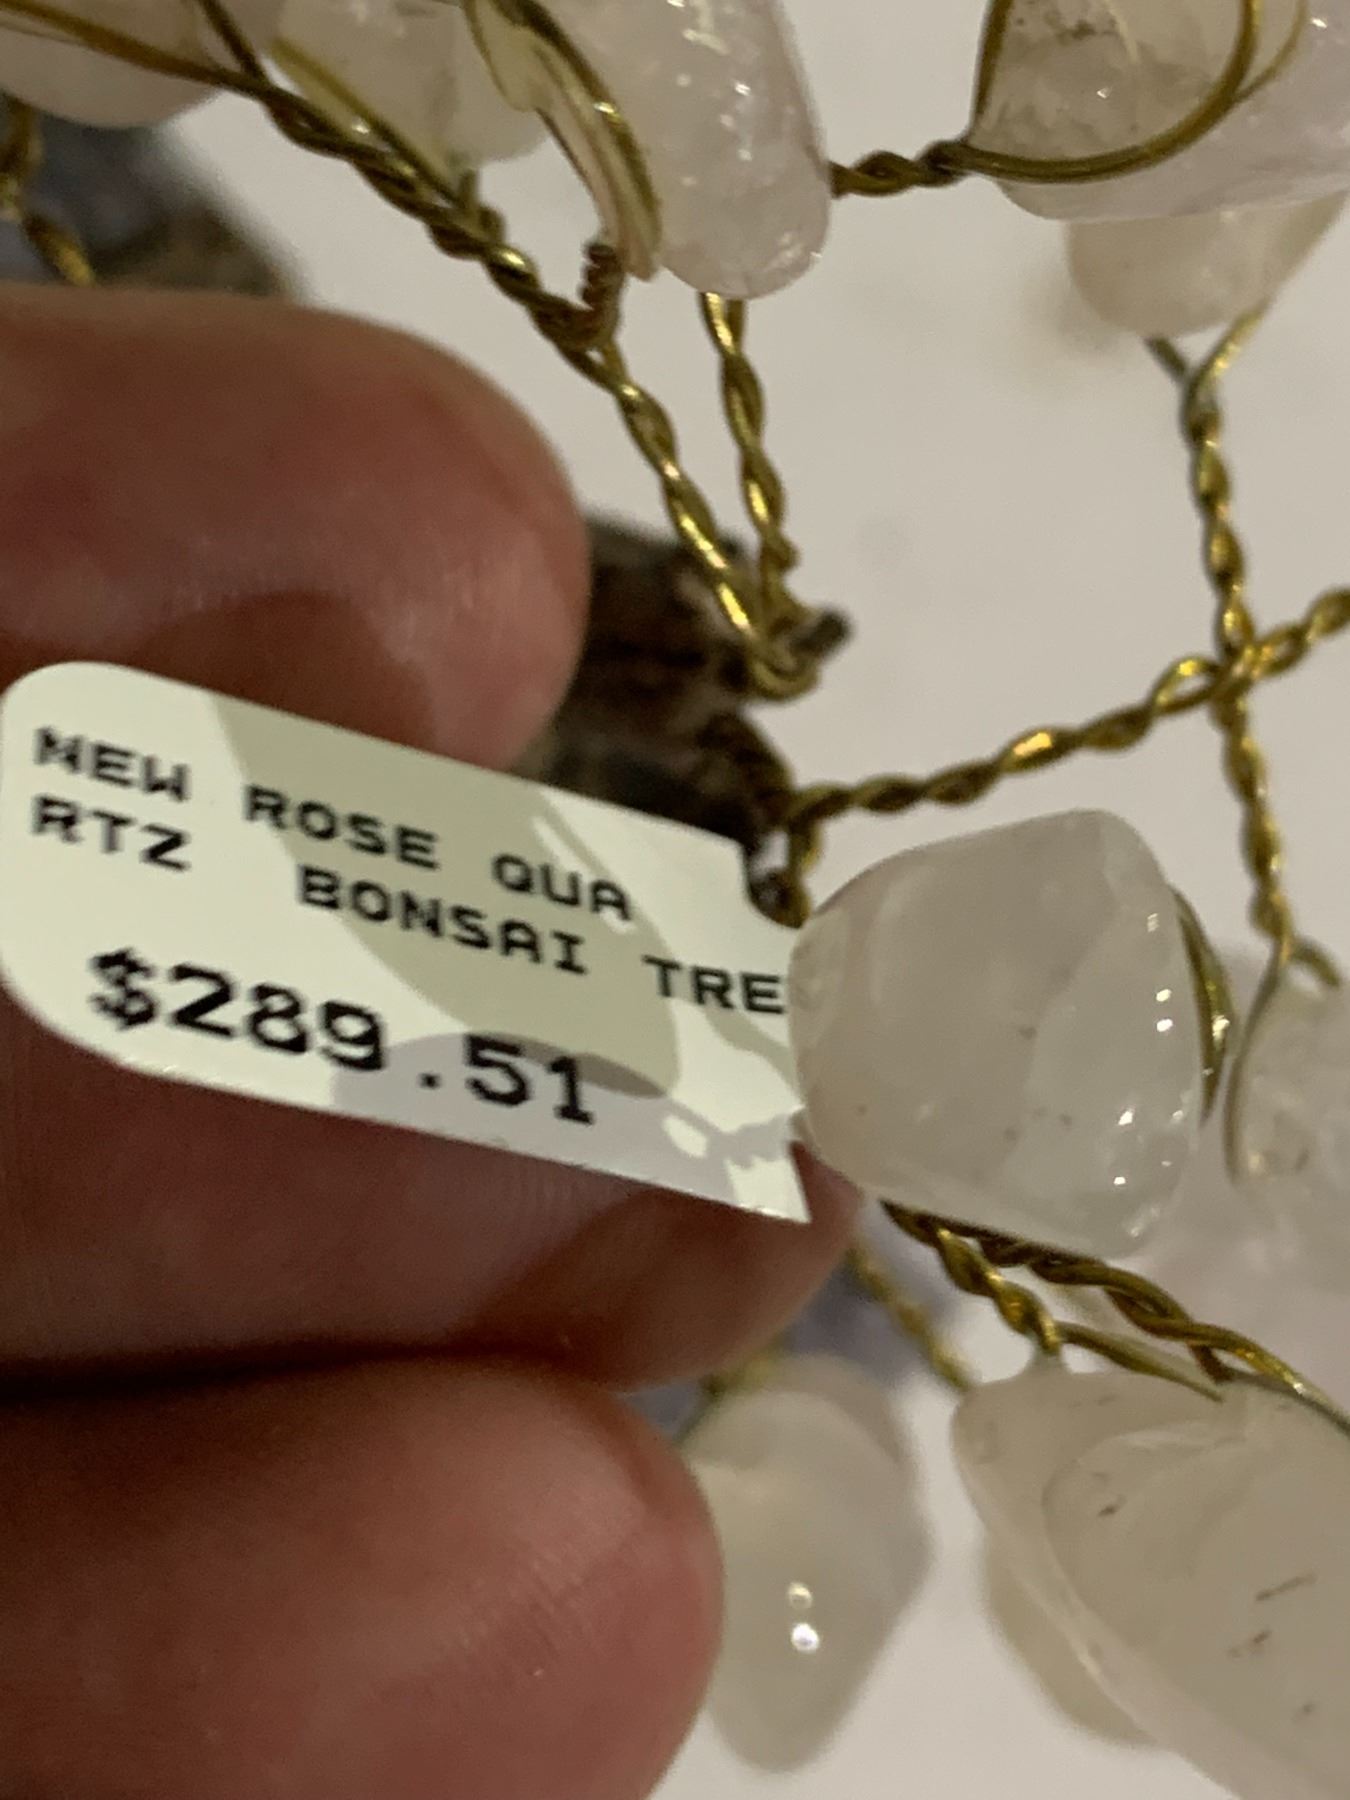 NEW ROSE QUA
RTZ BONSAI TRE
$289.51